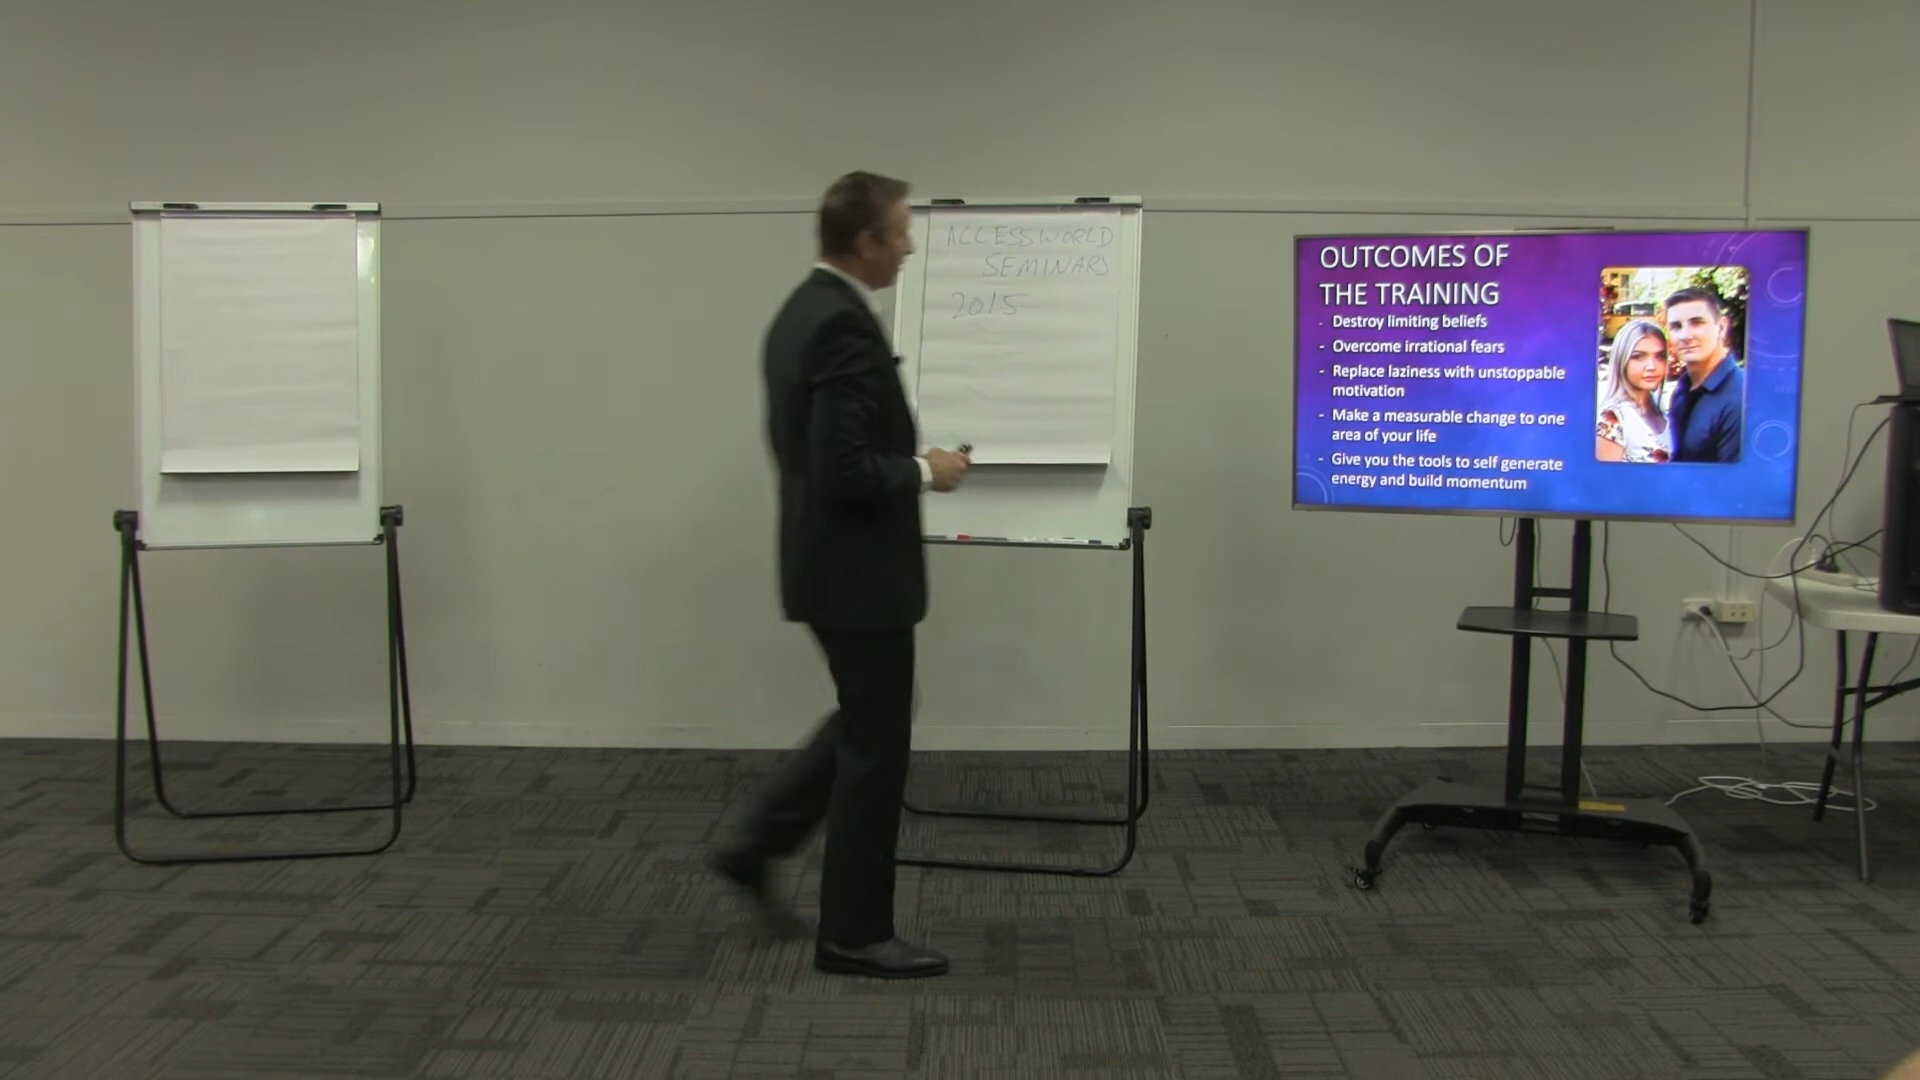 ACCESSWORLD
SEMINARS
2015
OUTCOMES OF
THE TRAINING
- Destroy limiting beliefs
- Overcome irrational fears
- Replace laziness with unstoppable
motivation
- Make a measurable change to one
area of your life
- Give you the tools to self generate
energy and build momentum